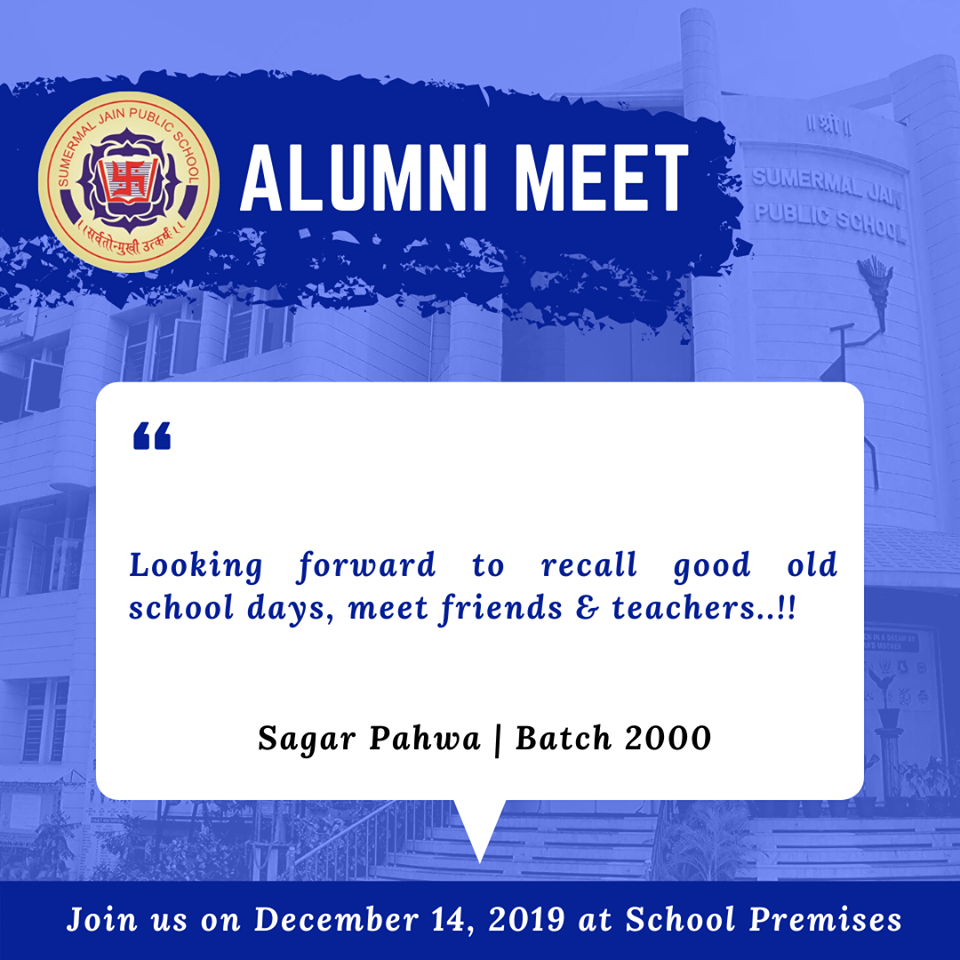 SUMERMAL JAIN PUBLIC SCHOOL
।। सर्वतोन्मुखी उत्कर्षं ।।
ALUMNI MEET
॥ श्री ॥
SUMERMAL JAIN
PUBLIC SCHOOL
“
Looking forward to recall good old
school days, meet friends & teachers..!!
Sagar Pahwa | Batch 2000
Join us on December 14, 2019 at School Premises